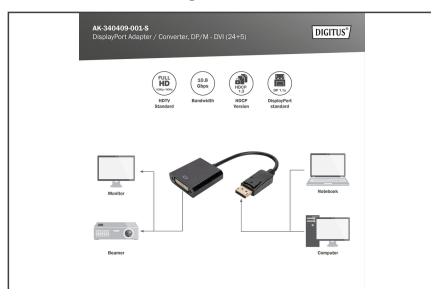 AK-340409-001-S
DisplayPort Adapter / Converter, DP/M - DVI (24+5)
DIGITUS®
FULL
HD
10.8
Gbps
HDCP
1.3
DP 1.1a
HDTV
Standard
Bandwidth
HDCP
Version
DisplayPort
standard
Monitor
Notebook
Beamer
Computer